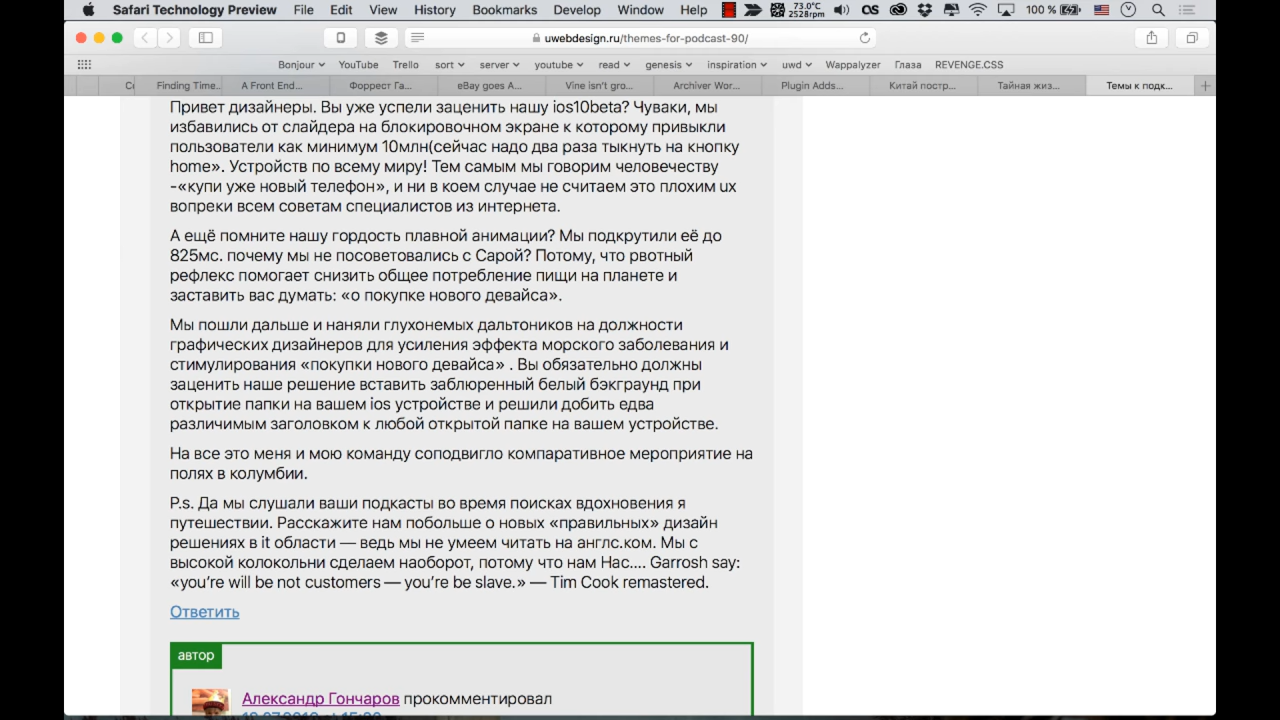 Safari Technology Preview File Edit View History Bookmarks Develop Window Help 73.0°C 2528rpm 100 %
uwebdesign.ru/themes-for-podcast-90/
Bonjour YouTube Trello sort server youtube read genesis inspiration uwd Wappalyzer Глаза REVENGE.CSS
Finding Time.. A Front End... Форрест Га... eBay goes A... Vine isn't gro... Archiver Wor... Plugin Adds... Китай постр... Тайная жиз... Темы к подк...
Привет дизайнеры. Вы уже успели заценить нашу ios10beta? Чуваки, мы
избавились от слайдера на блокировочном экране к которому привыкли
пользователи как минимум 10млн(сейчас надо два раза тыкнуть на кнопку
home». Устройств по всему миру! Тем самым мы говорим человечеству
-«купи уже новый телефон», и ни в коем случае не считаем это плохим ux
вопреки всем советам специалистов из интернета.
А ещё помните нашу гордость плавной анимации? Мы подкрутили её до
825мс. почему мы не посоветовались с Сарой? Потому, что рвотный
рефлекс помогает снизить общее потребление пищи на планете и
заставить вас думать: «о покупке нового девайса».
Мы пошли дальше и наняли глухонемых дальтоников на должности
графических дизайнеров для усиления эффекта морского заболевания и
стимулирования «покупки нового девайса» . Вы обязательно должны
заценить наше решение вставить заблюренный белый бэкграунд при
открытие папки на вашем ios устройстве и решили добить едва
различимым заголовком к любой открытой папке на вашем устройстве.
На все это меня и мою команду соподвигло компаративное мероприятие на
полях в колумбии.
P.s. Да мы слушали ваши подкасты во время поисках вдохновения я
путешествии. Расскажите нам побольше о новых «правильных» дизайн
решениях в it области — ведь мы не умеем читать на англс.ком. Мы с
высокой колокольни сделаем наоборот, потому что нам Нас.... Garrosh say:
«you're will be not customers — you're be slave.» — Tim Cook remastered.
Ответить
автор
Александр Гончаров прокомментировал